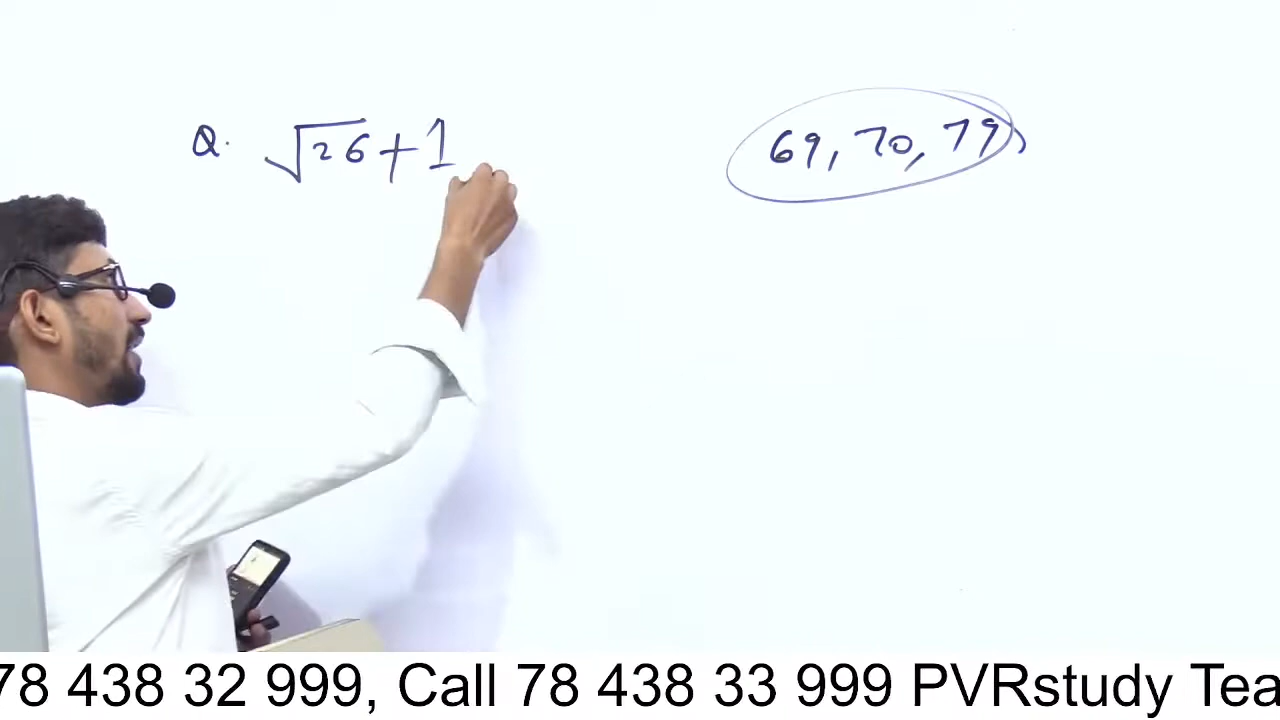 Q. √26 + 1
69, 70, 79,
78 438 32 999, Call 78 438 33 999 PVRstudy Tea